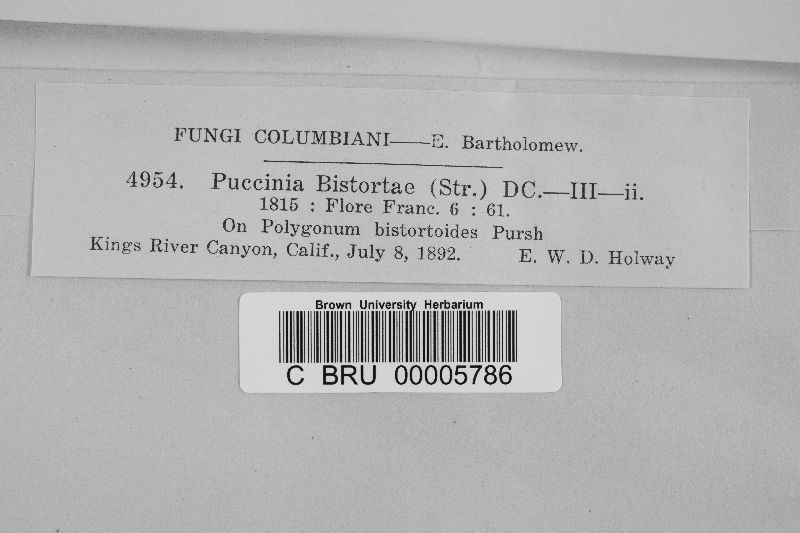 FUNGI COLUMBIANI——E. Bartholomew.
4954. Puccinia Bistortae (Str.) DC.—III—ii.
1815 : Flore Franc. 6 : 61.
On Polygonum bistortoides Pursh
Kings River Canyon, Calif., July 8, 1892. E. W. D. Holway
Brown University Herbarium
C BRU 00005786